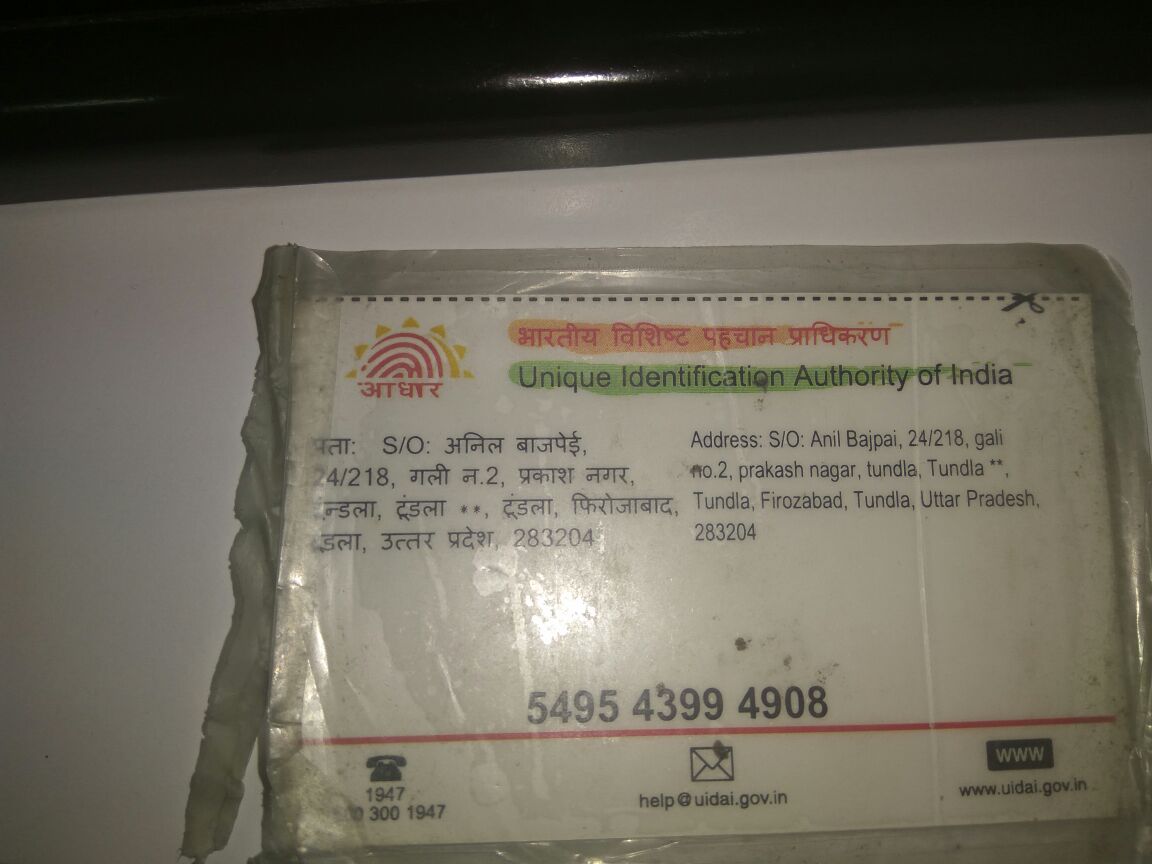 भारतीय विशिष्ट पहचान प्राधिकरण
Unique Identification Authority of India
आधार
पता: S/O: अनिल बाजपेई,
24/218, गली न.2, प्रकाश नगर,
टून्डला, टूंडला **, टूंडला, फिरोजाबाद,
उत्तर प्रदेश, 283204
Address: S/O: Anil Bajpai, 24/218, gali
no.2, prakash nagar, tundla, Tundla **,
Tundla, Firozabad, Tundla, Uttar Pradesh,
283204
5495 4399 4908
1947
300 1947
help@uidai.gov.in
WWW
www.uidai.gov.in